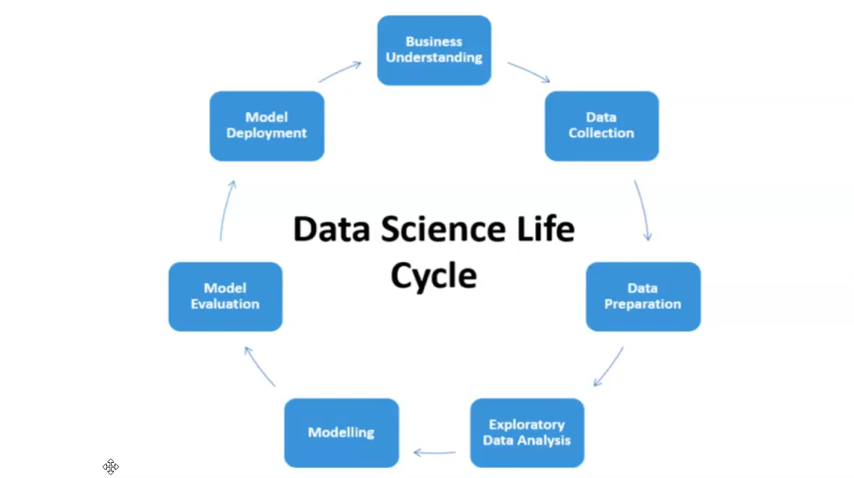 Business
Understanding
Model
Deployment
Data
Collection
Data Science Life
Cycle
Model
Evaluation
Data
Preparation
Modelling
Exploratory
Data Analysis